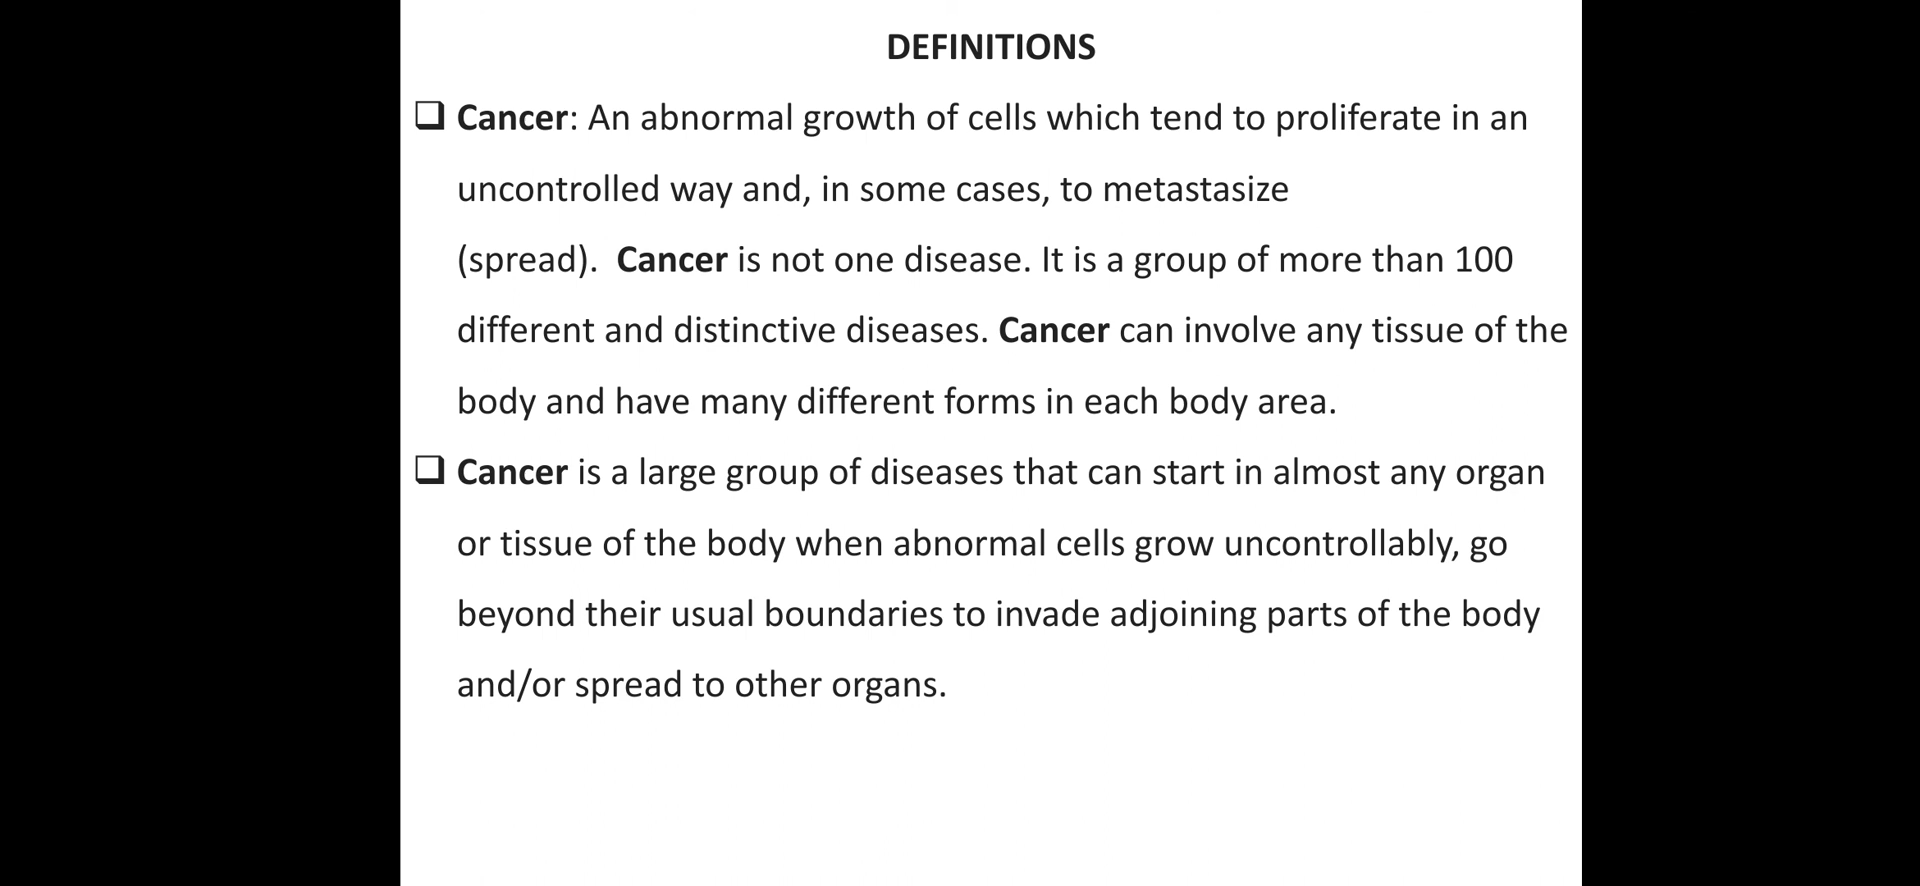 DEFINITIONS
❑ Cancer: An abnormal growth of cells which tend to proliferate in an
uncontrolled way and, in some cases, to metastasize
(spread).  Cancer is not one disease. It is a group of more than 100
different and distinctive diseases. Cancer can involve any tissue of the
body and have many different forms in each body area.
❑ Cancer is a large group of diseases that can start in almost any organ
or tissue of the body when abnormal cells grow uncontrollably, go
beyond their usual boundaries to invade adjoining parts of the body
and/or spread to other organs.